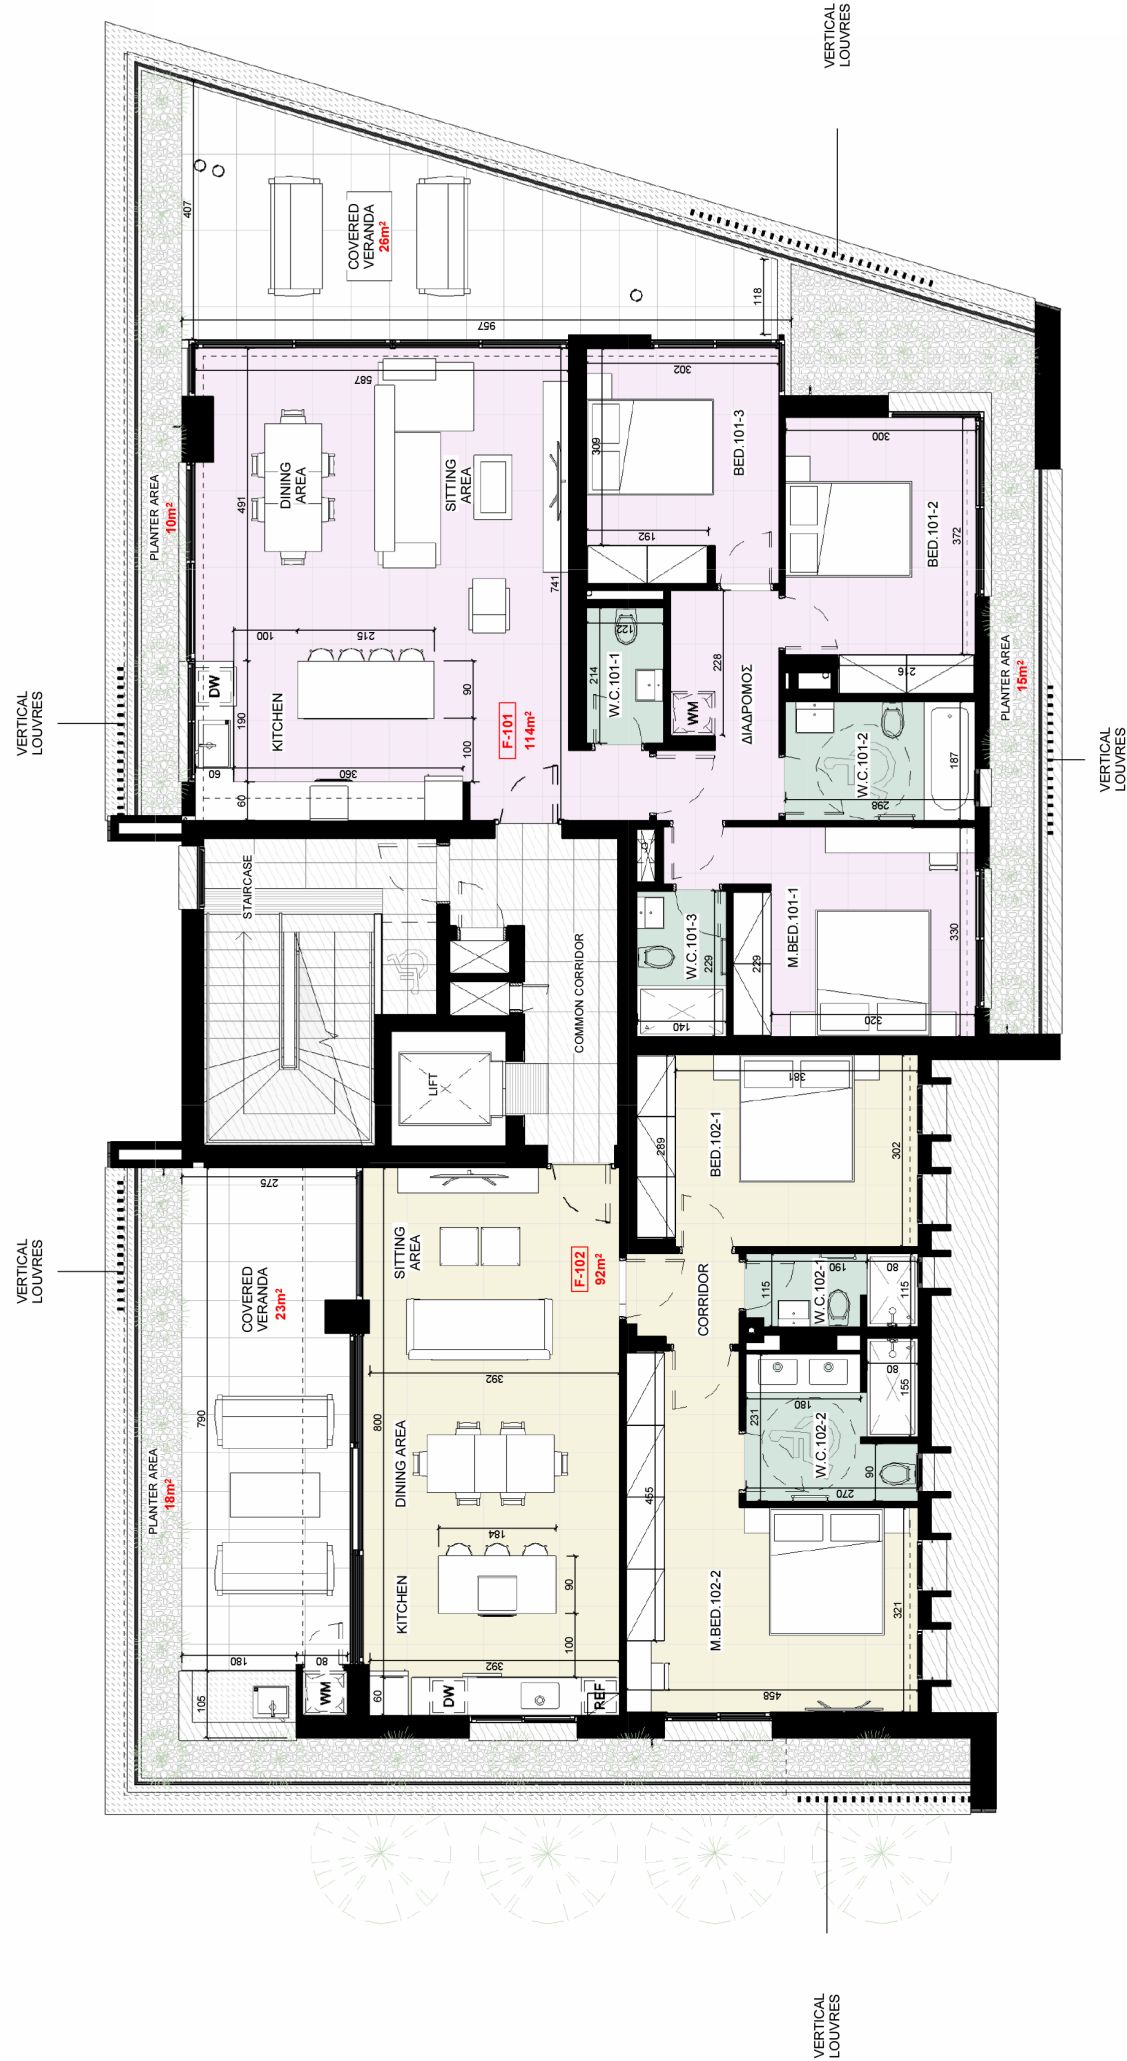 VERTICAL
LOUVRES
407
COVERED
VERANDA
26m²
118
957
587
302
PLANTER AREA
10m²
491
DINING
AREA
SITTING
AREA
309
BED.101-3
192
300
BED.101-2
372
741
100
215
DW
190
KITCHEN
90
100
60
360
60
F-101
114m²
122
214
W.C.101-1
228
WM
ΔΙΑΔΡΟΜΟΣ
216
PLANTER AREA
15m²
W.C.101-2
187
298
VERTICAL
LOUVRES
VERTICAL
LOUVRES
STAIRCASE
COMMON CORRIDOR
LIFT
W.C.101-3
229
140
229
M.BED.101-1
330
320
381
289
BED.102-1
302
275
VERTICAL
LOUVRES
COVERED
VERANDA
23m²
SITTING
AREA
F-102
92m²
CORRIDOR
115
190
W.C.102-1
80
115
392
790
800
DINING AREA
PLANTER AREA
18m²
184
455
180
231
W.C.102-2
80
155
90
270
KITCHEN
90
100
392
M.BED.102-2
321
180
80
105
WM
60
DW
REF
458
VERTICAL
LOUVRES